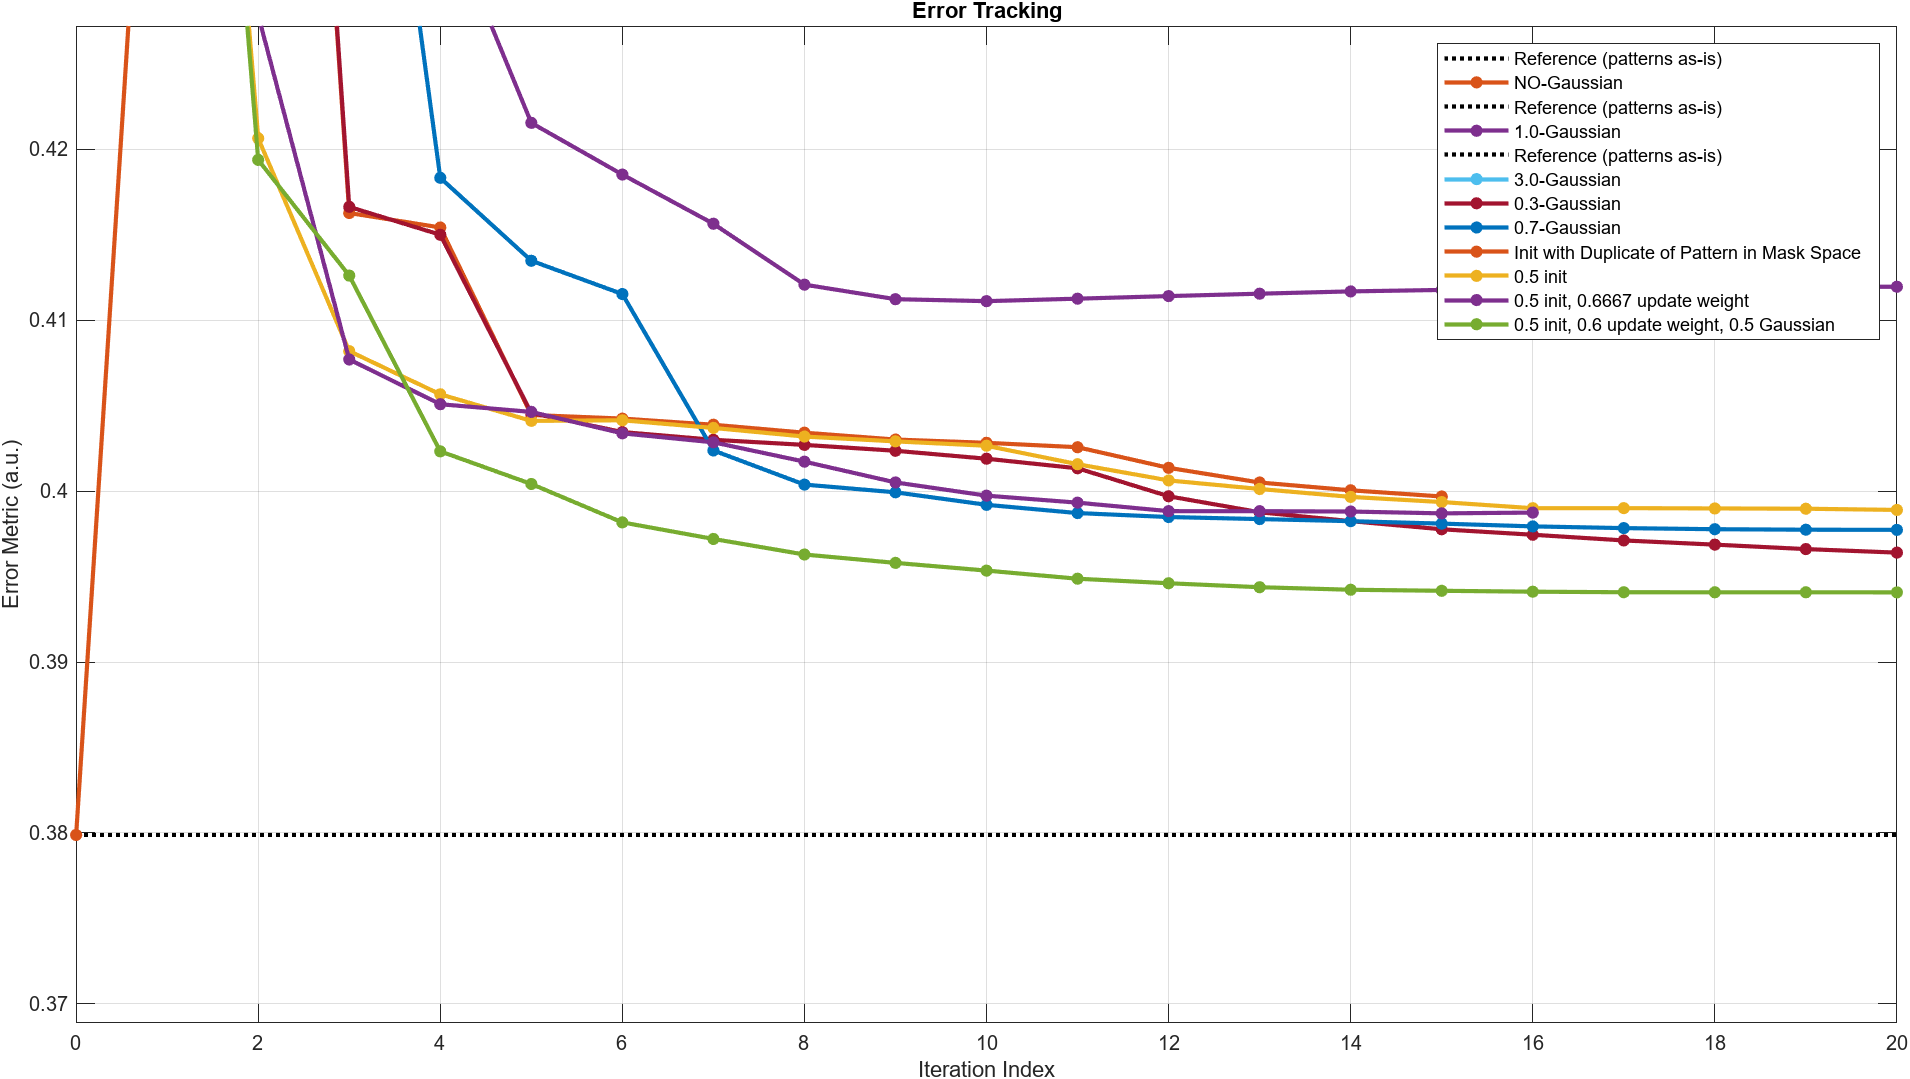 Error Tracking
Reference (patterns as-is)
NO-Gaussian
Reference (patterns as-is)
1.0-Gaussian
Reference (patterns as-is)
3.0-Gaussian
0.3-Gaussian
0.7-Gaussian
Init with Duplicate of Pattern in Mask Space
0.5 init
0.5 init, 0.6667 update weight
0.5 init, 0.6 update weight, 0.5 Gaussian
Error Metric (a.u.)
0.42
0.41
0.4
0.39
0.38
0.37
0 2 4 6 8 10 12 14 16 18 20
Iteration Index